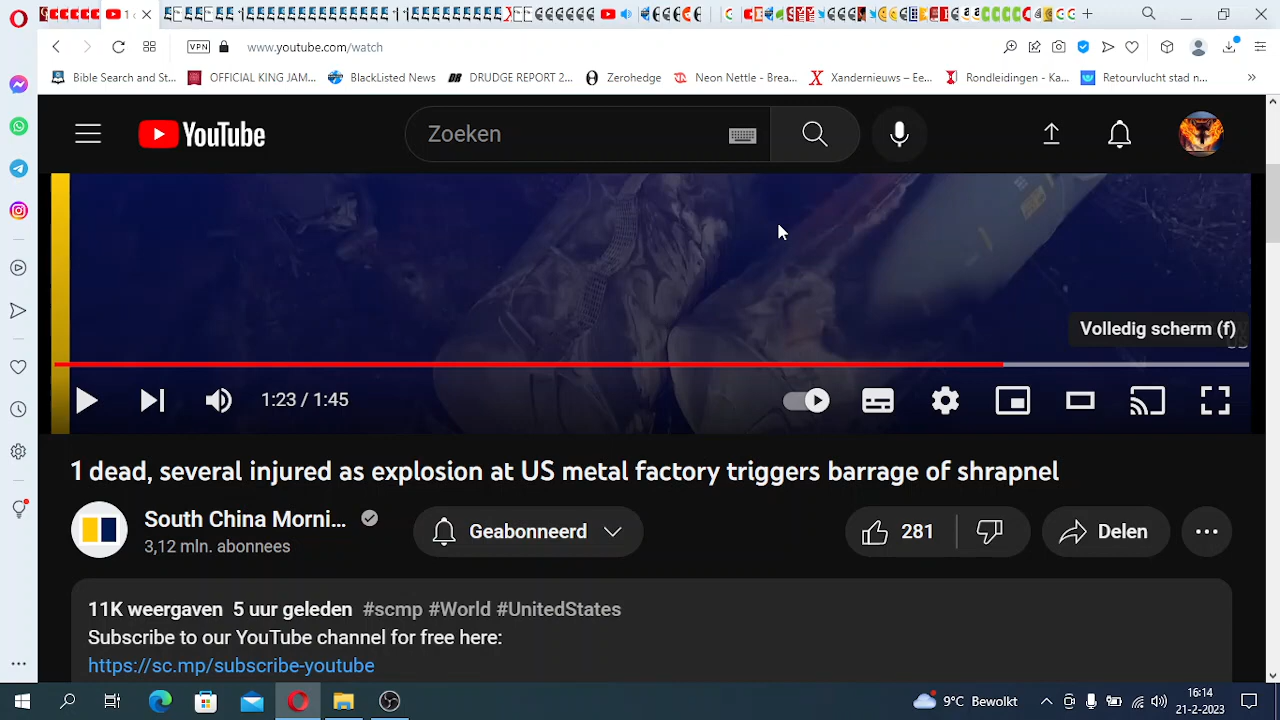 VPN
www.youtube.com/watch
Bible Search and St...
OFFICIAL KING JAM...
BlackListed News
DR DRUDGE REPORT 2...
Zerohedge
Neon Nettle - Brea...
X Xandernieuws – Ee...
Rondleidingen - Ka...
Retourvlucht stad n...
YouTube
Zoeken
Volledig scherm (f)
1:23 / 1:45
1 dead, several injured as explosion at US metal factory triggers barrage of shrapnel
South China Morni...
3,12 mln. abonnees
Geabonneerd
281
Delen
11K weergaven 5 uur geleden #scmp #World #UnitedStates
Subscribe to our YouTube channel for free here:
https://sc.mp/subscribe-youtube
9°C Bewolkt
16:14
21-2-2023